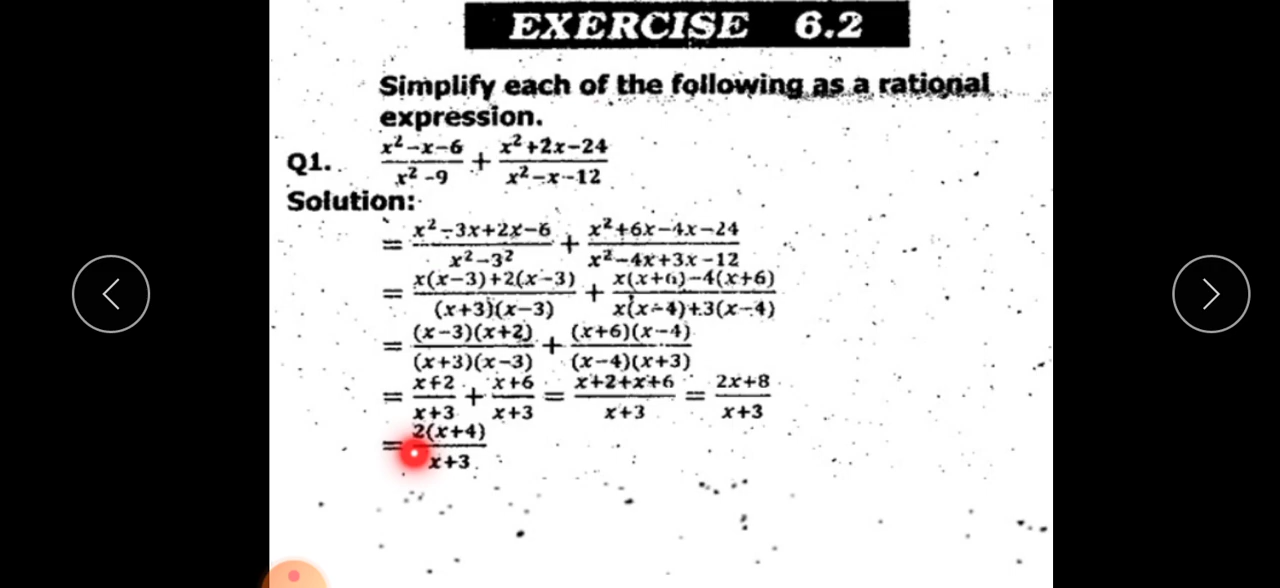 EXERCISE 6.2
Simplify each of the following as a rational
expression.
Q1. (x²-x-6)/(x²-9) + (x²+2x-24)/(x²-x-12)
Solution:
= (x²-3x+2x-6)/(x²-3²) + (x²+6x-4x-24)/(x²-4x+3x-12)
= (x(x-3)+2(x-3))/((x+3)(x-3)) + (x(x+6)-4(x+6))/(x(x-4)+3(x-4))
= ((x-3)(x+2))/((x+3)(x-3)) + ((x+6)(x-4))/((x-4)(x+3))
= (x+2)/(x+3) + (x+6)/(x+3) = (x+2+x+6)/(x+3) = (2x+8)/(x+3)
= (2(x+4))/(x+3)